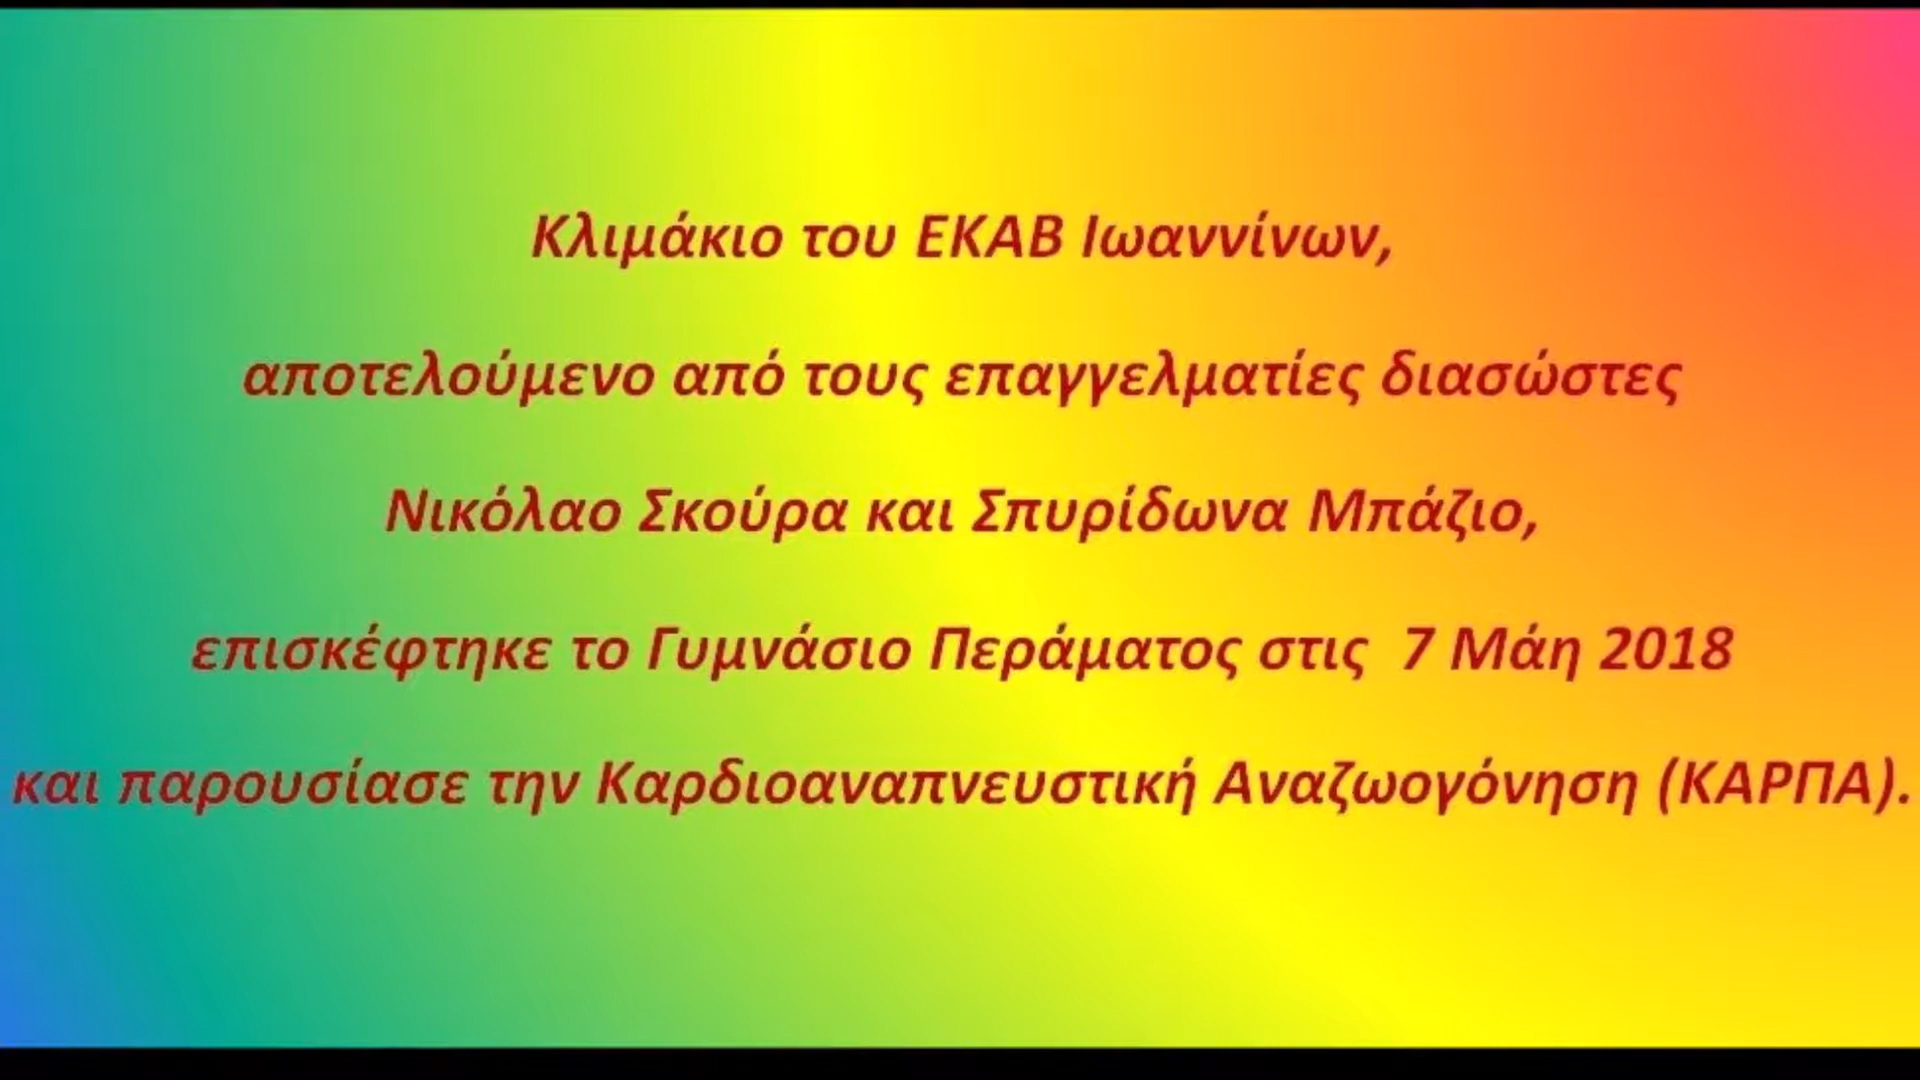 Κλιμάκιο του ΕΚΑΒ Ιωαννίνων,
αποτελούμενο από τους επαγγελματίες διασώστες
Νικόλαο Σκούρα και Σπυρίδωνα Μπάζιο,
επισκέφτηκε το Γυμνάσιο Περάματος στις  7 Μάη 2018
και παρουσίασε την Καρδιοαναπνευστική Αναζωογόνηση (ΚΑΡΠΑ).